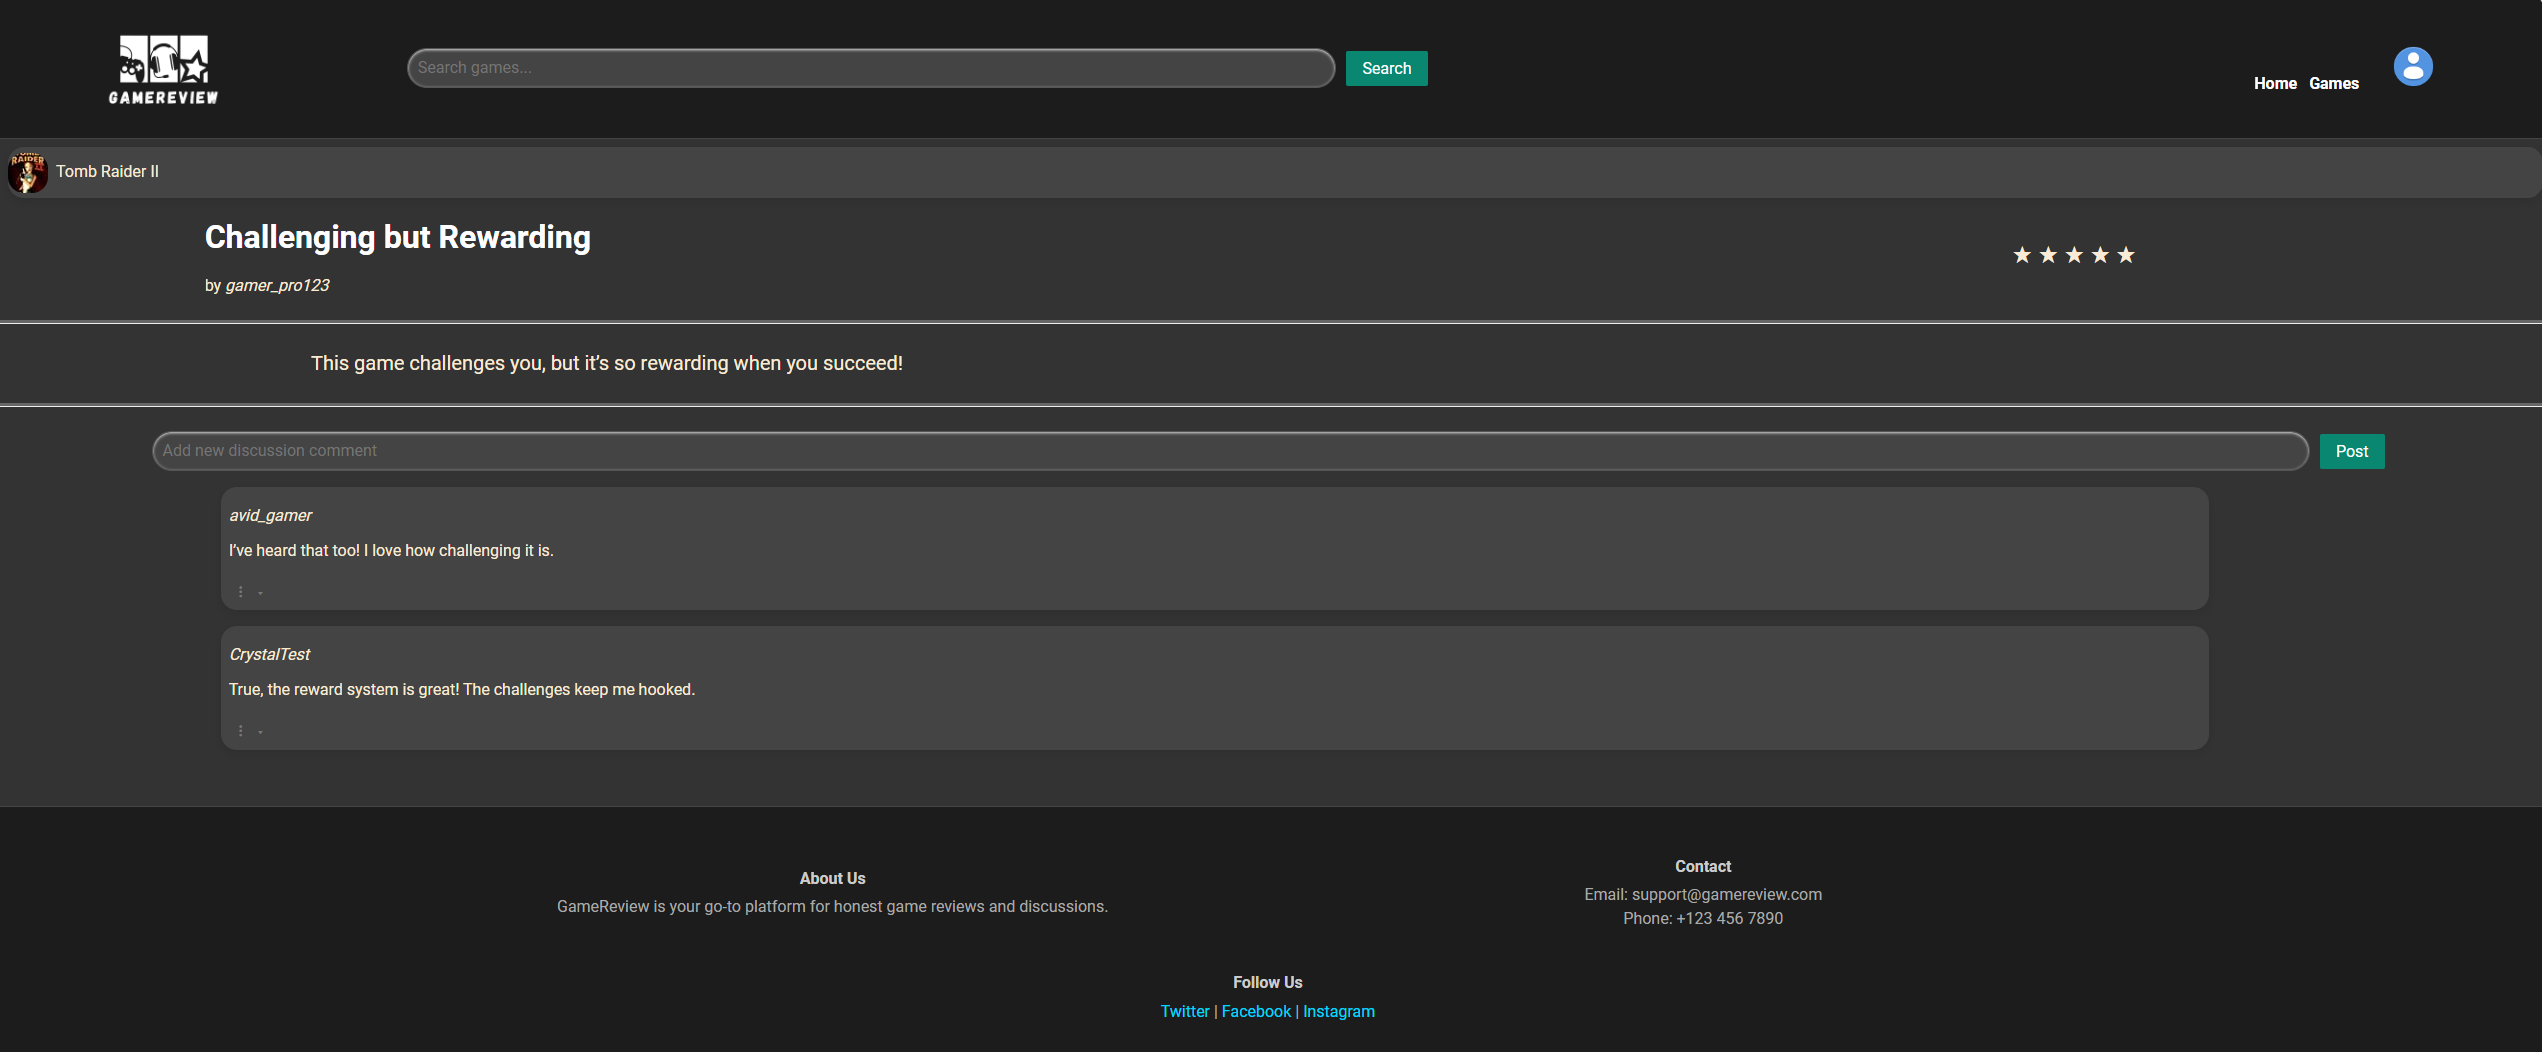 GAMEREVIEW
Search games...
Search
Home Games
RAIDER
Tomb Raider II
Challenging but Rewarding
★ ★ ★ ★ ★
by gamer_pro123
This game challenges you, but it’s so rewarding when you succeed!
Add new discussion comment
Post
avid_gamer
I’ve heard that too! I love how challenging it is.
CrystalTest
True, the reward system is great! The challenges keep me hooked.
About Us
GameReview is your go-to platform for honest game reviews and discussions.
Contact
Email: support@gamereview.com
Phone: +123 456 7890
Follow Us
Twitter | Facebook | Instagram